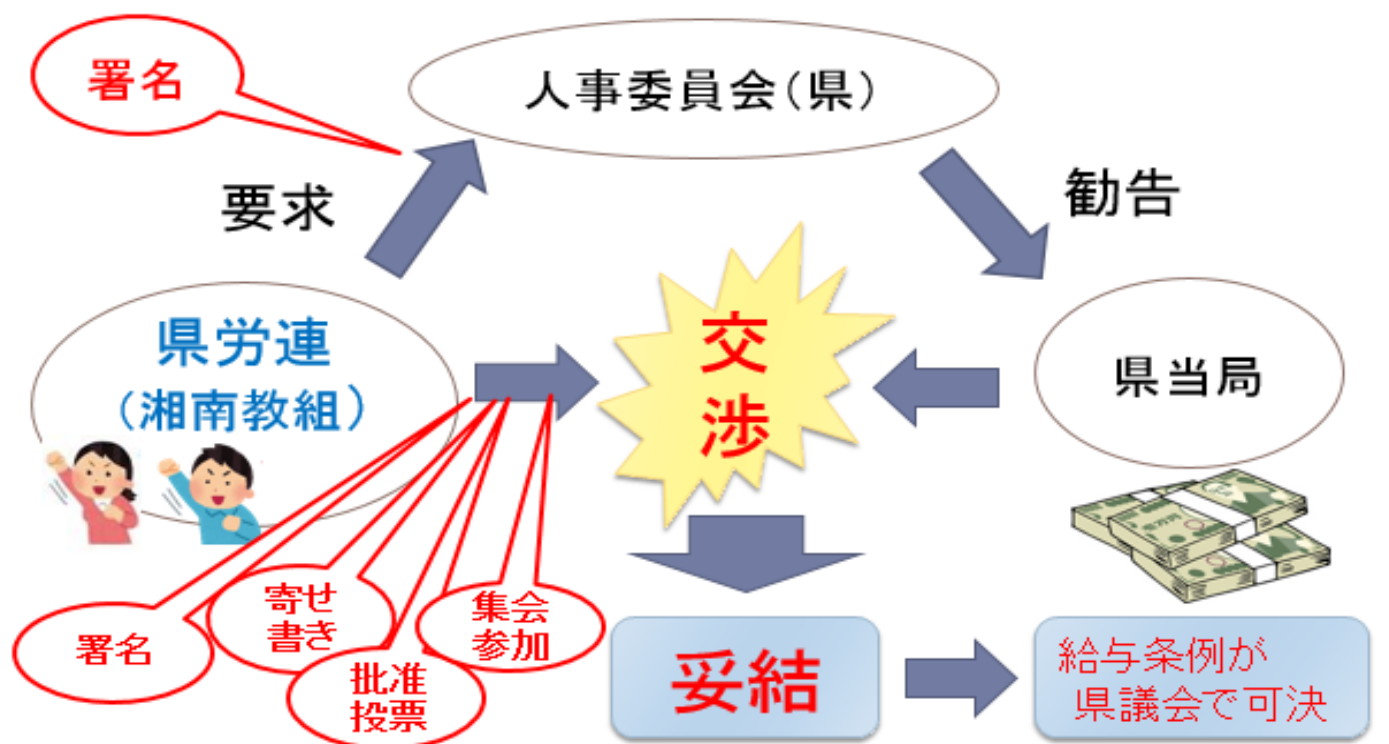 署名
人事委員会（県）
要求
勧告
県労連
（湘南教組）
交
渉
県当局
署名
寄せ
書き
批准
投票
集会
参加
妥結
給与条例が
県議会で可決